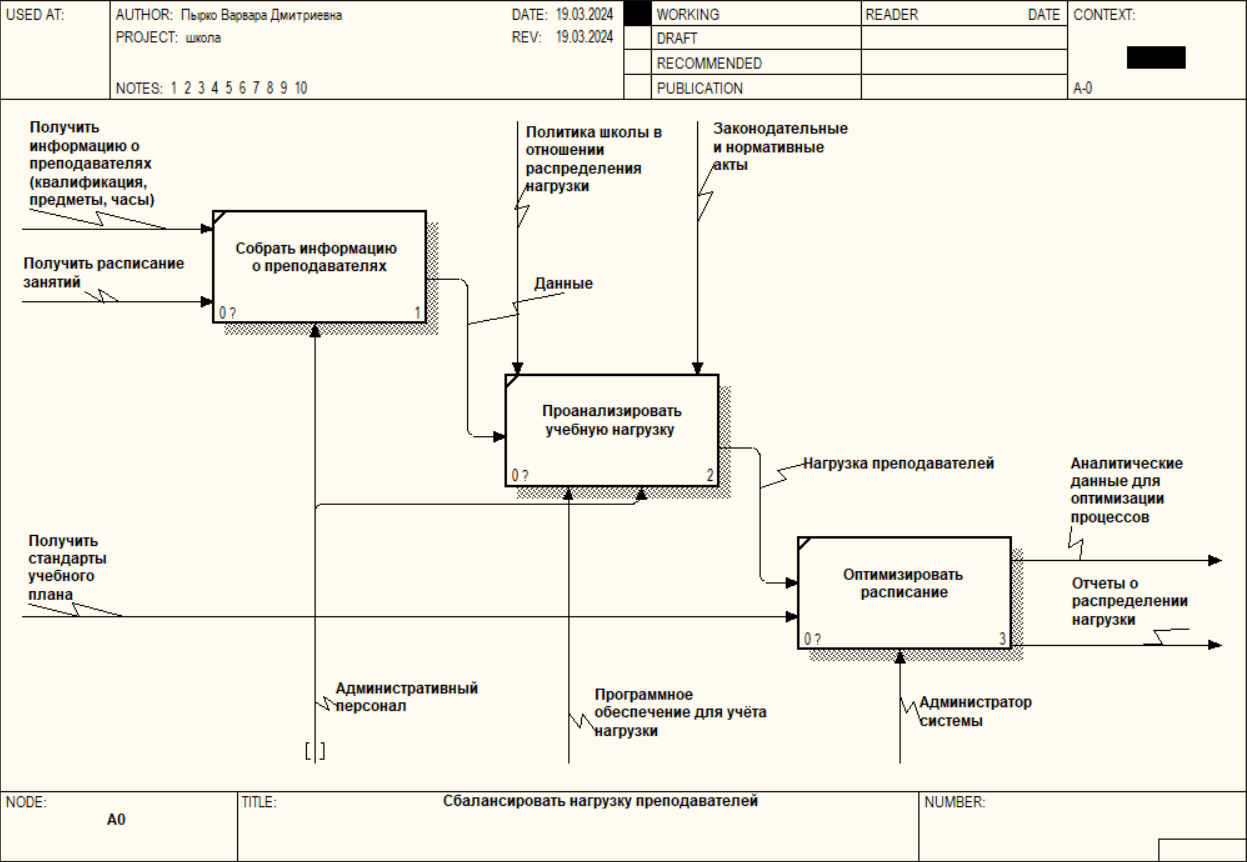 USED AT:
AUTHOR: Пырко Варвара Дмитриевна
DATE: 19.03.2024
PROJECT: школа
REV: 19.03.2024
NOTES: 1 2 3 4 5 6 7 8 9 10
WORKING
DRAFT
RECOMMENDED
PUBLICATION
READER
DATE
CONTEXT:
A-0
Получить
информацию о
преподавателях
(квалификация,
предметы, часы)
Политика школы в
отношении
распределения
нагрузки
Законодательные
и нормативные
акты
Собрать информацию
о преподавателях
0 ?
1
Получить расписание
занятий
Данные
Проанализировать
учебную нагрузку
0 ?
2
Нагрузка преподавателей
Аналитические
данные для
оптимизации
процессов
Получить
стандарты
учебного
плана
Оптимизировать
расписание
0 ?
3
Отчеты о
распределении
нагрузки
Административный
персонал
Программное
обеспечение для учёта
нагрузки
Администратор
системы
[ ]
NODE:
A0
TITLE:
Сбалансировать нагрузку преподавателей
NUMBER: